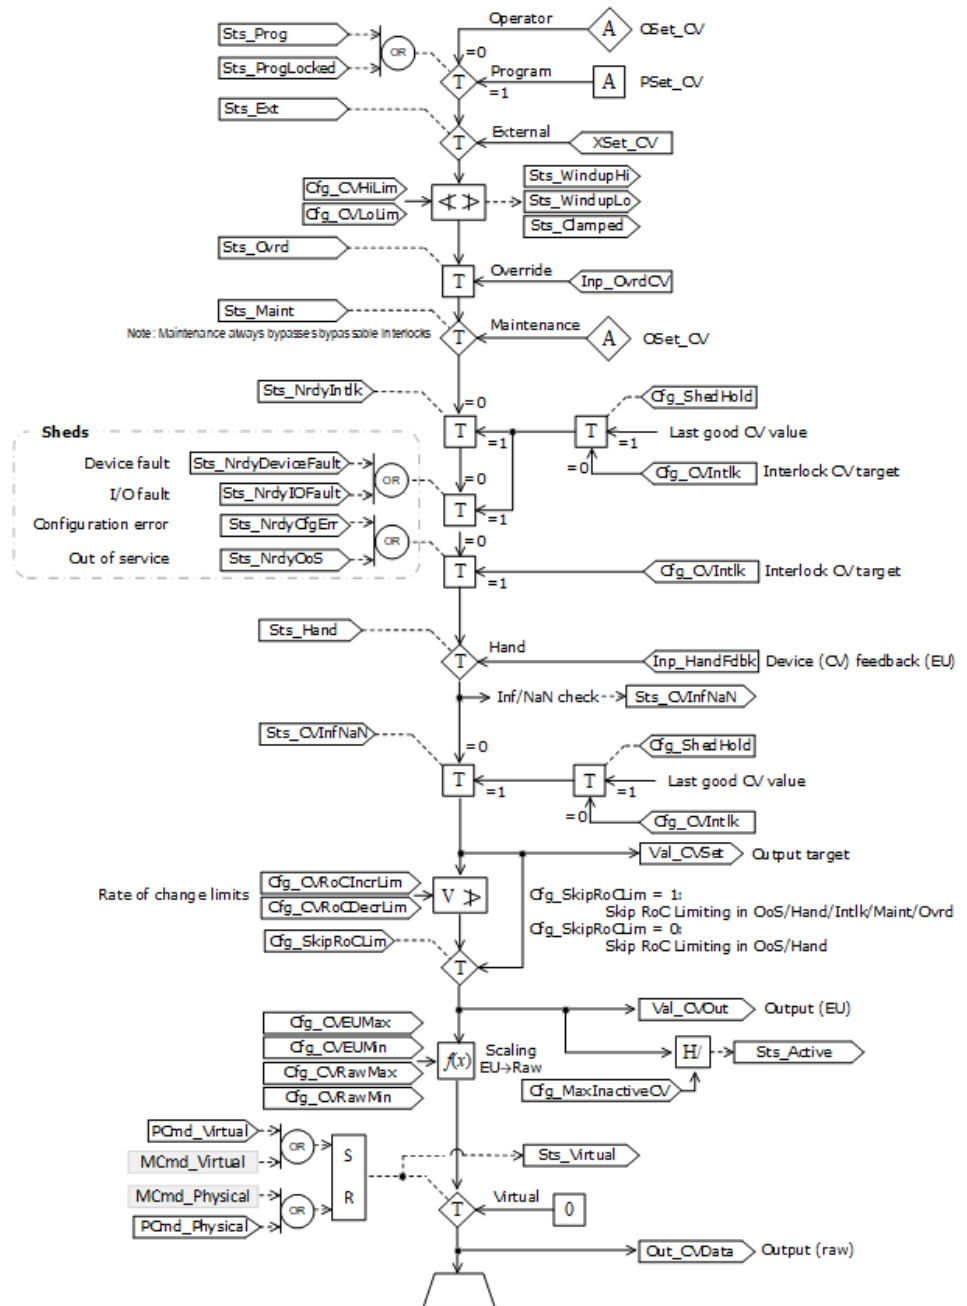 Operator
A
OSet_CV
Sts_Prog
OR
=0
Sts_ProgLocked
T
Program
=1
A
PSet_CV
Sts_Ext
External
T
XSet_CV
Cfg_CVHiLim
Cfg_CVLoLim
Sts_WindupHi
Sts_WindupLo
Sts_Clamped
Sts_Ovrd
Override
T
Inp_OvrdCV
Sts_Maint
Note: Maintenance always bypasses bypassable interlocks
Maintenance
T
A
OSet_CV
Sts_NrdyIntlk
=0
Cfg_ShedHold
T
=1
T
=1
Last good CV value
=0
Cfg_CVIntlk
Interlock CV target
Sheds
Device fault
Sts_NrdyDeviceFault
OR
I/O fault
Sts_NrdyIOFault
=0
T
=1
Configuration error
Sts_NrdyCfgErr
OR
Out of service
Sts_NrdyOoS
=0
T
=1
Cfg_CVIntlk
Interlock CV target
Sts_Hand
Hand
T
Inp_HandFdbk
Device (CV) feedback (EU)
Inf/NaN check
Sts_CVInfNaN
Sts_CVInfNaN
=0
Cfg_ShedHold
T
=1
T
=1
Last good CV value
=0
Cfg_CVIntlk
Val_CVSet
Output target
Rate of change limits
Cfg_CVRoCIncrLim
Cfg_CVRoCDecrLim
V
Cfg_SkipRoCLim = 1:
Skip RoC Limiting in OoS/Hand/Intlk/Maint/Ovrd
Cfg_SkipRoCLim = 0:
Skip RoC Limiting in OoS/Hand
Cfg_SkipRoCLim
T
Val_CVOut
Output (EU)
Cfg_CVEUMax
Cfg_CVEUMin
Cfg_CVRawMax
Cfg_CVRawMin
f(x)
Scaling
EU→Raw
H/
Sts_Active
Cfg_MaxInactiveCV
PCmd_Virtual
OR
MCmd_Virtual
S
R
Sts_Virtual
MCmd_Physical
OR
PCmd_Physical
T
Virtual
0
Out_CVData
Output (raw)